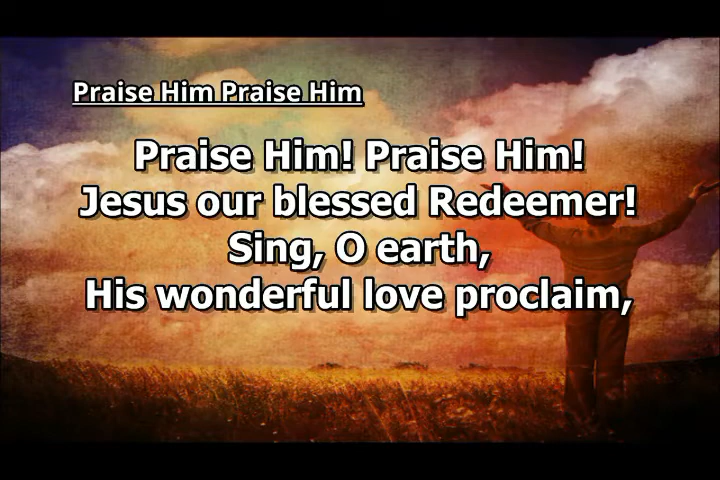 Praise Him Praise Him
Praise Him! Praise Him!
Jesus our blessed Redeemer!
Sing, O earth,
His wonderful love proclaim,